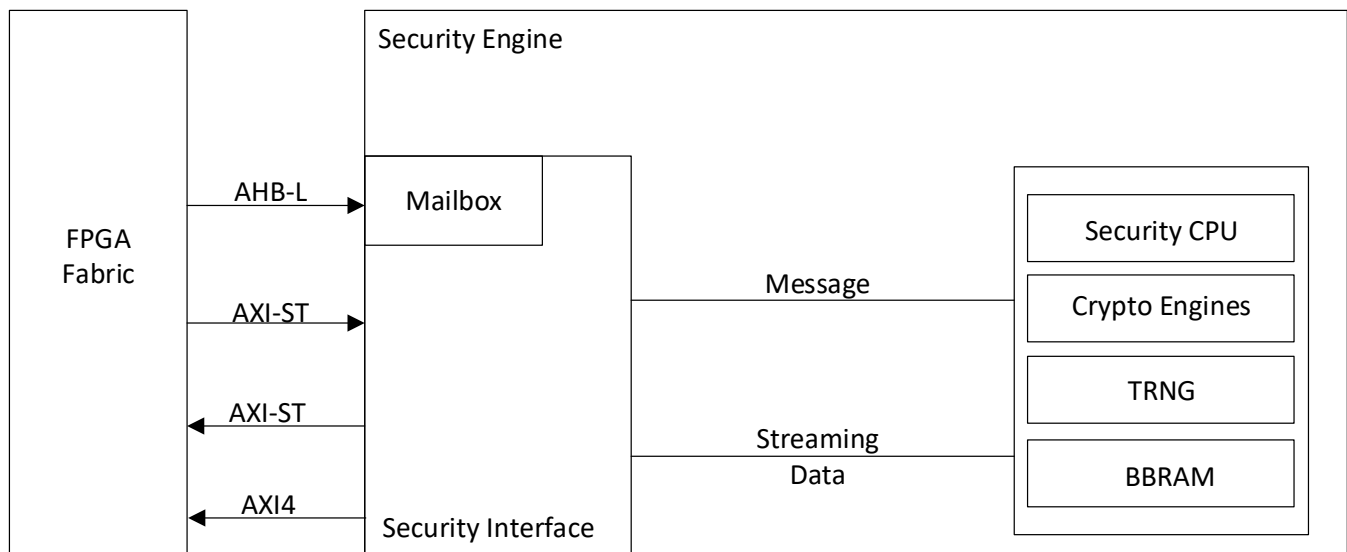 Security Engine
Mailbox
AHB-L
Security CPU
FPGA
Fabric
Message
Crypto Engines
AXI-ST
TRNG
AXI-ST
Streaming
Data
BBRAM
AXI4
Security Interface